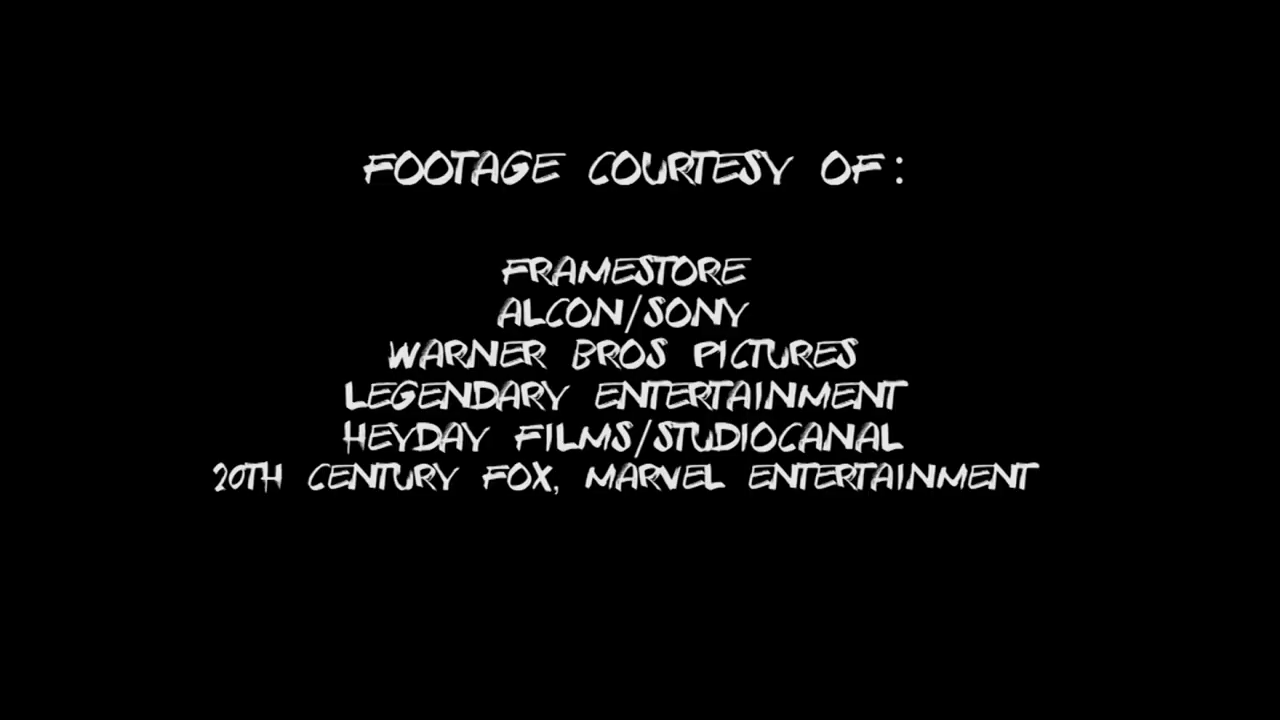 FOOTAGE COURTESY OF:
FRAMESTORE
ALCON/SONY
WARNER BROS PICTURES
LEGENDARY ENTERTAINMENT
HEYDAY FILMS/STUDIOCANAL
20TH CENTURY FOX, MARVEL ENTERTAINMENT